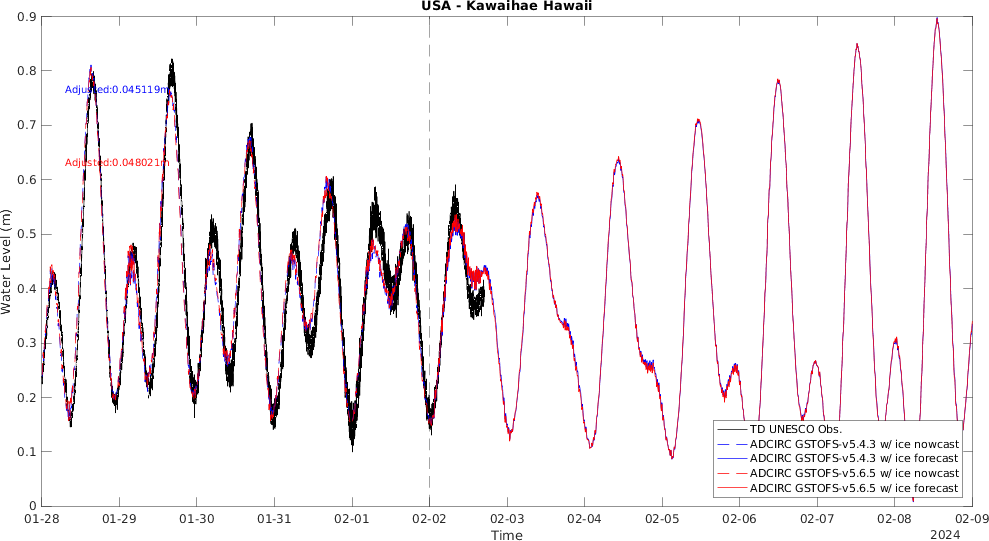 USA - Kawaihae Hawaii
0.9
0.8
0.7
0.6
0.5
0.4
0.3
0.2
0.1
0
Water Level (m)
Adjusted:0.045119m
Adjusted:0.048021m
TD UNESCO Obs.
ADCIRC GSTOFS-v5.4.3 w/ ice nowcast
ADCIRC GSTOFS-v5.4.3 w/ ice forecast
ADCIRC GSTOFS-v5.6.5 w/ ice nowcast
ADCIRC GSTOFS-v5.6.5 w/ ice forecast
01-28 01-29 01-30 01-31 02-01 02-02 02-03 02-04 02-05 02-06 02-07 02-08 02-09
Time
2024